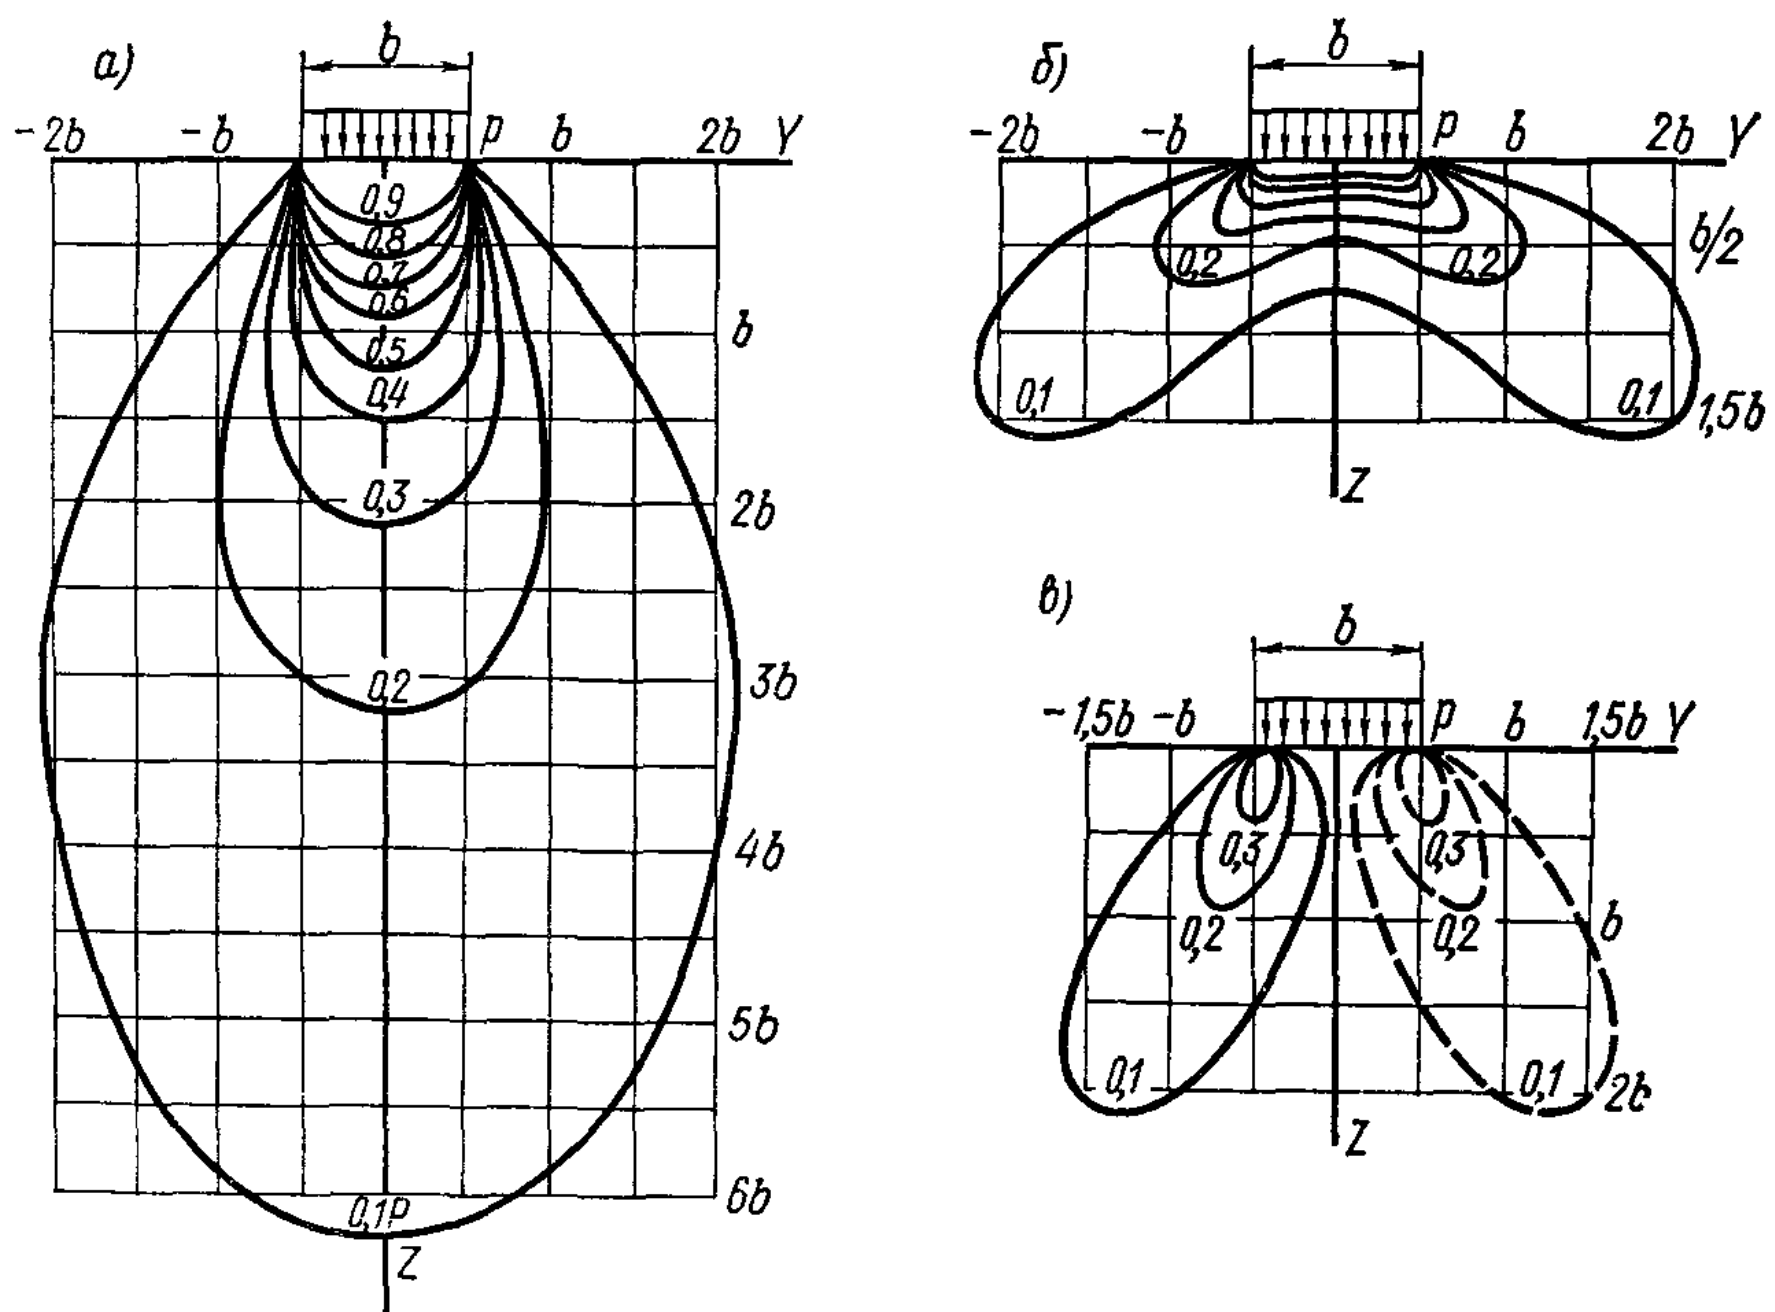 а)
b
-2b -b P b 2b Y
0,9
0,8
0,7
0,6
b
0,5
0,4
0,3
2b
0,2
3b
4b
5b
6b
0,1P
Z
б)
b
-2b -b P b 2b Y
b/2
0,2 0,2
0,1 0,1
1,5b
Z
в)
b
-1,5b -b P b 1,5b Y
0,3 0,3
0,2 0,2
b
0,1 0,1
2b
Z